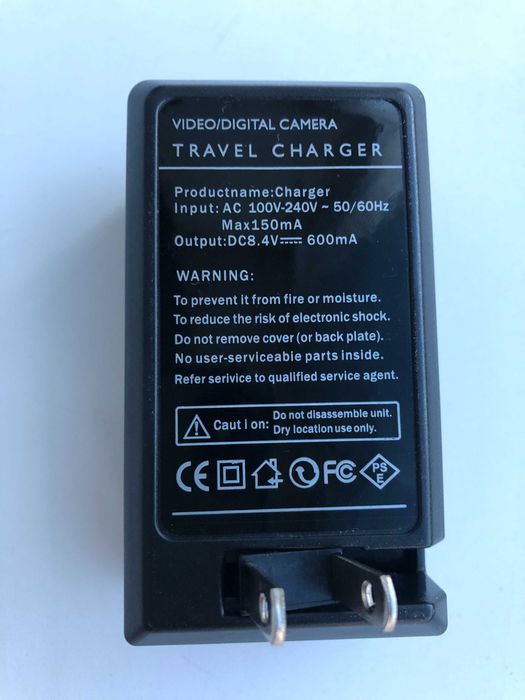 VIDEO/DIGITAL CAMERA
TRAVEL CHARGER
Productname:Charger
Input: AC 100V-240V ~ 50/60Hz
Max150mA
Output:DC8.4V⎓ 600mA
WARNING:
To prevent it from fire or moisture.
To reduce the risk of electronic shock.
Do not remove cover (or back plate).
No user-serviceabie parts inside.
Refer serivice to qualified service agent.
Caut i on: Do not disassemble unit.
Dry location use only.
CE FC PS
E